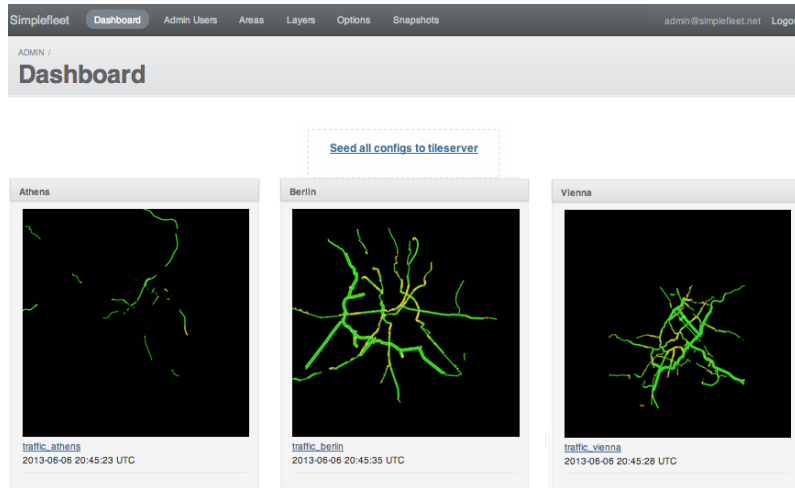 Simplefleet Dashboard Admin Users Areas Layers Options Snapshots admin@simplefleet.net Logou
ADMIN /
Dashboard
Seed all configs to tileserver
Athens Berlin Vienna
traffic_athens traffic_berlin traffic_vienna
2013-06-06 20:45:23 UTC 2013-06-06 20:45:35 UTC 2013-06-06 20:45:28 UTC